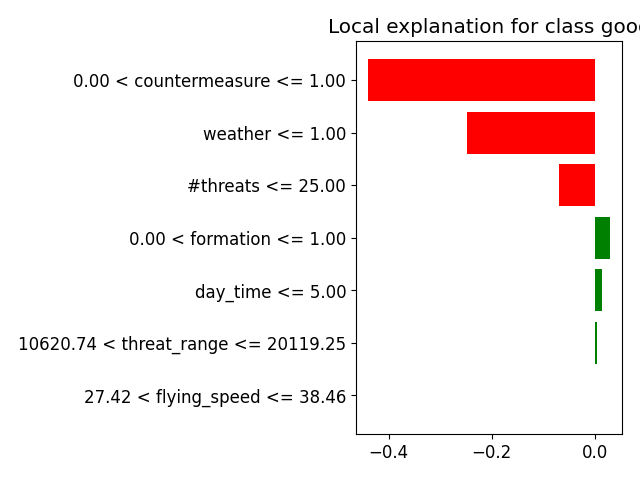 Local explanation for class goo
0.00 < countermeasure <= 1.00
weather <= 1.00
#threats <= 25.00
0.00 < formation <= 1.00
day_time <= 5.00
10620.74 < threat_range <= 20119.25
27.42 < flying_speed <= 38.46
−0.4 −0.2 0.0